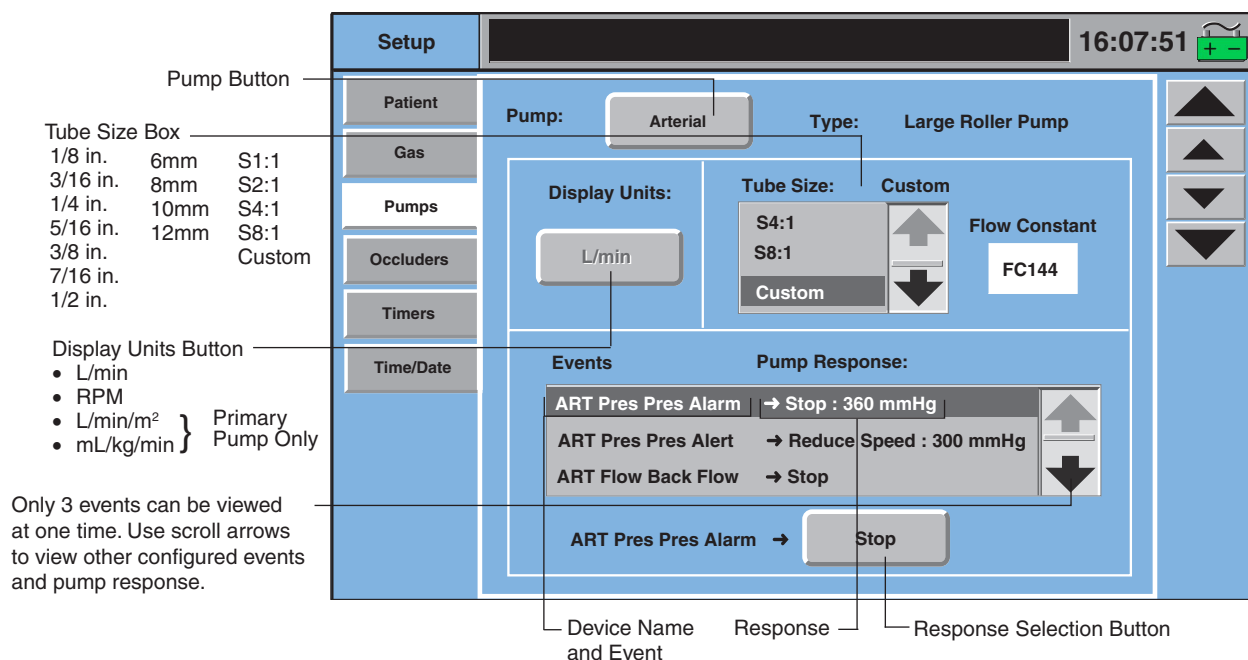 Setup
16:07:51
+ −
Pump Button
Patient
Pump:
Arterial
Type:
Large Roller Pump
Tube Size Box
1/8 in.
3/16 in.
1/4 in.
5/16 in.
3/8 in.
7/16 in.
1/2 in.
6mm
8mm
10mm
12mm
S1:1
S2:1
S4:1
S8:1
Custom
Gas
Pumps
Occluders
Timers
Time/Date
Display Units:
L/min
Tube Size:
Custom
S4:1
S8:1
Custom
Flow Constant
FC144
Display Units Button
• L/min
• RPM
• L/min/m²
• mL/kg/min
} Primary
Pump Only
Events
Pump Response:
ART Pres Pres Alarm ➜ Stop : 360 mmHg
ART Pres Pres Alert ➜ Reduce Speed : 300 mmHg
ART Flow Back Flow ➜ Stop
ART Pres Pres Alarm ➜ Stop
Only 3 events can be viewed
at one time. Use scroll arrows
to view other configured events
and pump response.
Device Name
and Event
Response
Response Selection Button